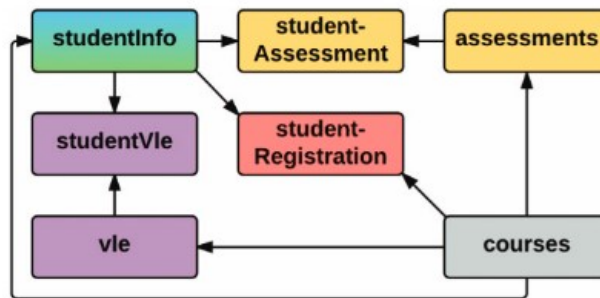 studentInfo
student-
Assessment
assessments
studentVle
student-
Registration
vle
courses